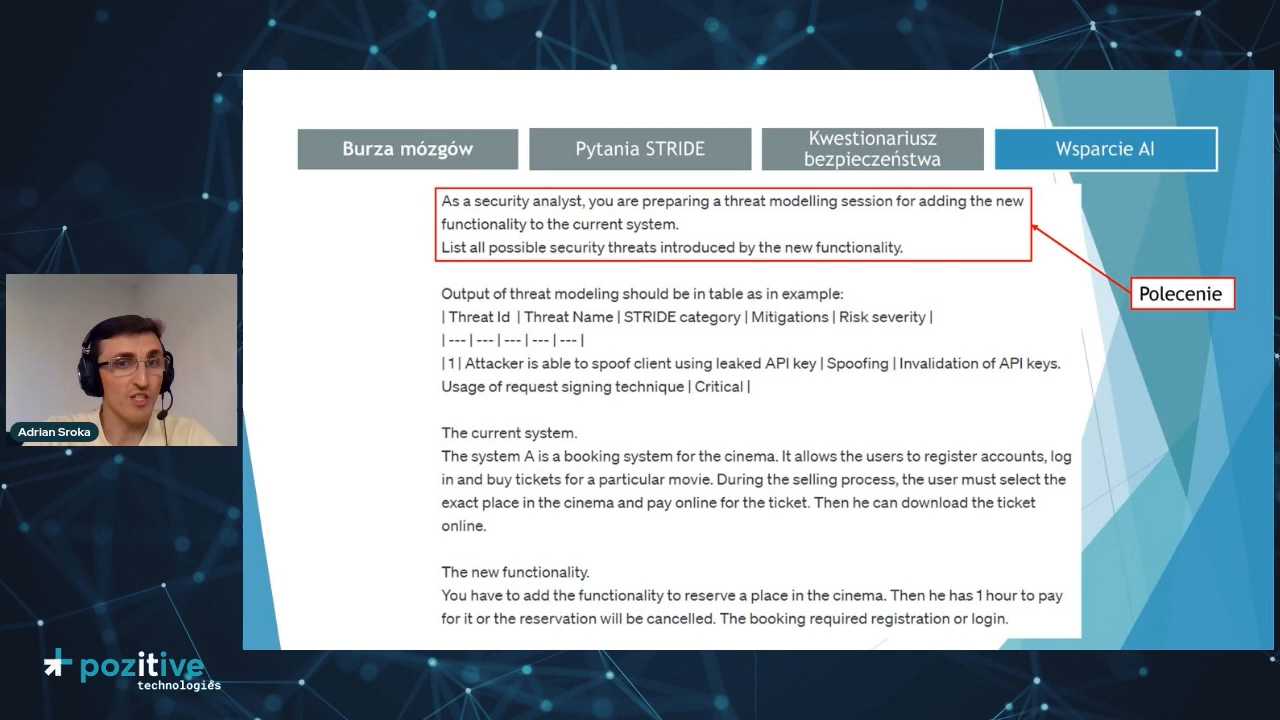 Burza mózgów
Pytania STRIDE
Kwestionariusz
bezpieczeństwa
Wsparcie AI
As a security analyst, you are preparing a threat modelling session for adding the new
functionality to the current system.
List all possible security threats introduced by the new functionality.
Polecenie
Output of threat modeling should be in table as in example:
| Threat Id | Threat Name | STRIDE category | Mitigations | Risk severity |
| --- | --- | --- | --- | --- |
| 1 | Attacker is able to spoof client using leaked API key | Spoofing | Invalidation of API keys.
Usage of request signing technique | Critical |
The current system.
The system A is a booking system for the cinema. It allows the users to register accounts, log
in and buy tickets for a particular movie. During the selling process, the user must select the
exact place in the cinema and pay online for the ticket. Then he can download the ticket
online.
The new functionality.
You have to add the functionality to reserve a place in the cinema. Then he has 1 hour to pay
for it or the reservation will be cancelled. The booking required registration or login.
Adrian Sroka
pozitive
technologies